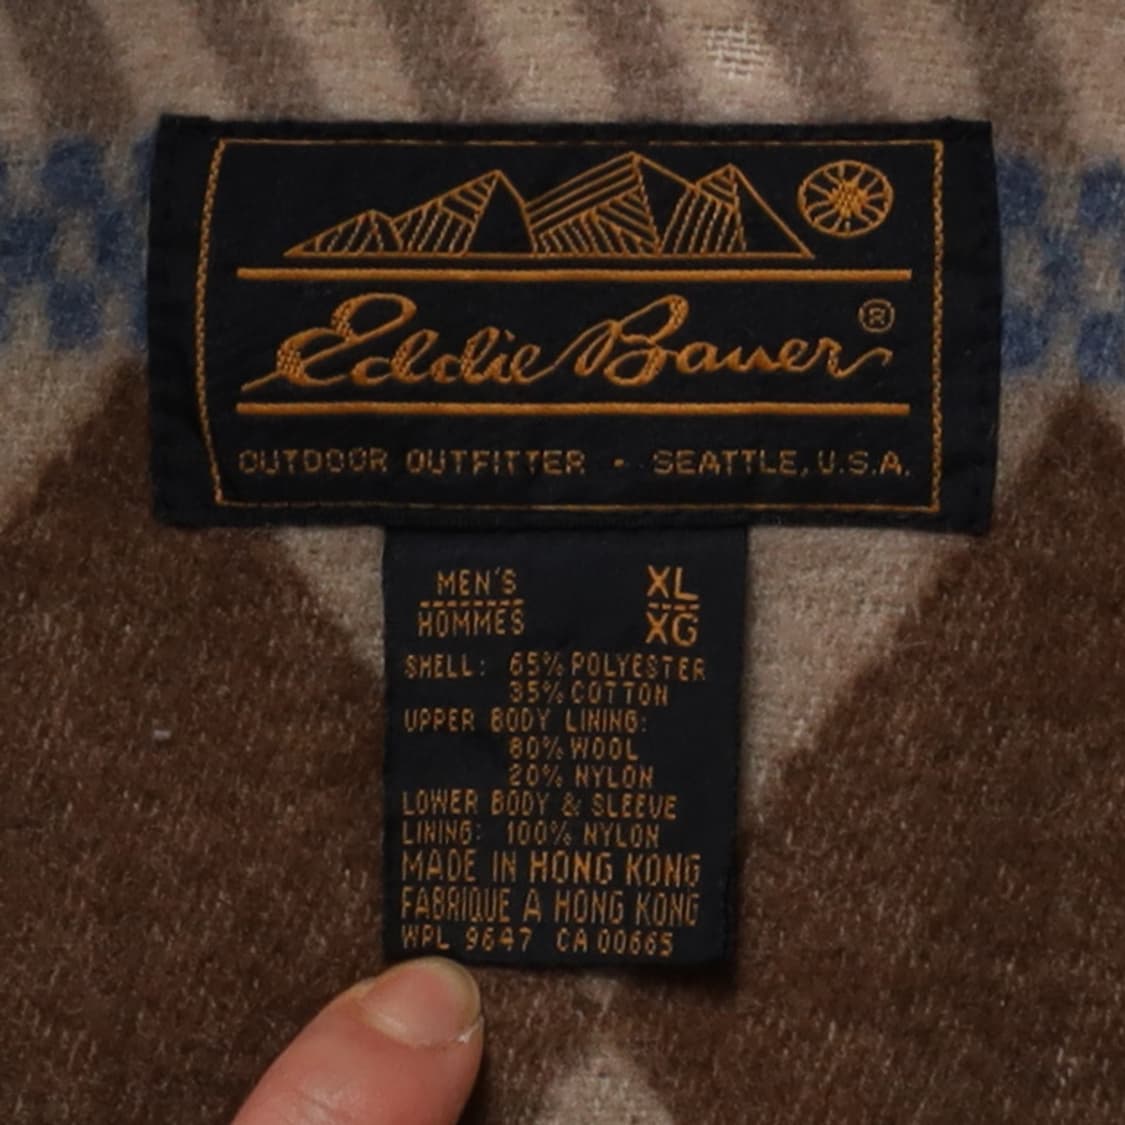 Eddie Bauer ®
OUTDOOR OUTFITTER • SEATTLE, U.S.A.
MEN'S XL
HOMMES XG
SHELL: 65% POLYESTER
35% COTTON
UPPER BODY LINING:
80% WOOL
20% NYLON
LOWER BODY & SLEEVE
LINING: 100% NYLON
MADE IN HONG KONG
FABRIQUE A HONG KONG
WPL 9647 CA 00665